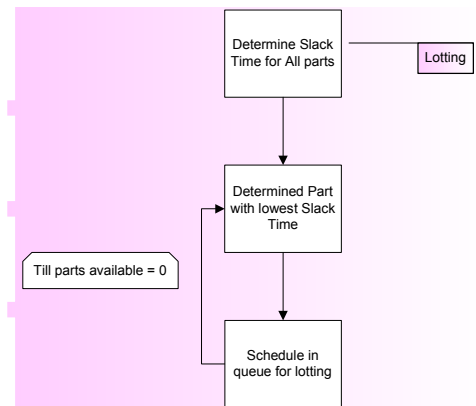 Determine Slack
Time for All parts
Lotting
Determined Part
with lowest Slack
Time
Till parts available = 0
Schedule in
queue for lotting